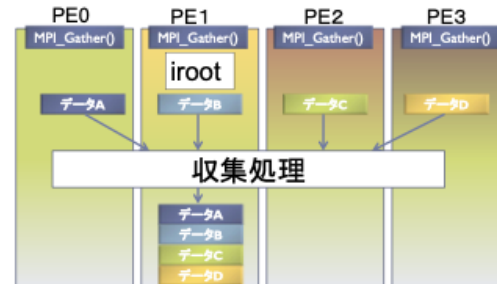 PE0 PE1 PE2 PE3
MPI_Gather() MPI_Gather() MPI_Gather() MPI_Gather()
iroot
データA データB データC データD
収集処理
データA
データB
データC
データD